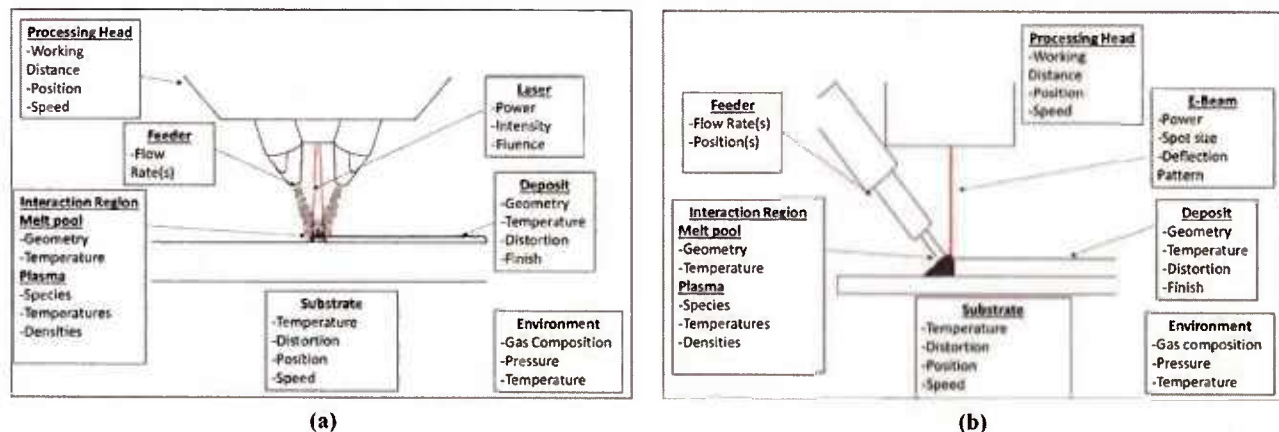 Processing Head
-Working
Distance
-Position
-Speed
Feeder
-Flow
Rate(s)
Laser
-Power
-Intensity
-Fluence
Interaction Region
Melt pool
-Geometry
-Temperature
Plasma
-Species
-Temperatures
-Densities
Deposit
-Geometry
-Temperature
-Distortion
-Finish
Substrate
-Temperature
-Distortion
-Position
-Speed
Environment
-Gas Composition
-Pressure
-Temperature
(a)
Processing Head
-Working
Distance
-Position
-Speed
Feeder
-Flow Rate(s)
-Position(s)
E-Beam
-Power
-Spot size
-Deflection
Pattern
Interaction Region
Melt pool
-Geometry
-Temperature
Plasma
-Species
-Temperatures
-Densities
Deposit
-Geometry
-Temperature
-Distortion
-Finish
Substrate
-Temperature
-Distortion
-Position
-Speed
Environment
-Gas composition
-Pressure
-Temperature
(b)